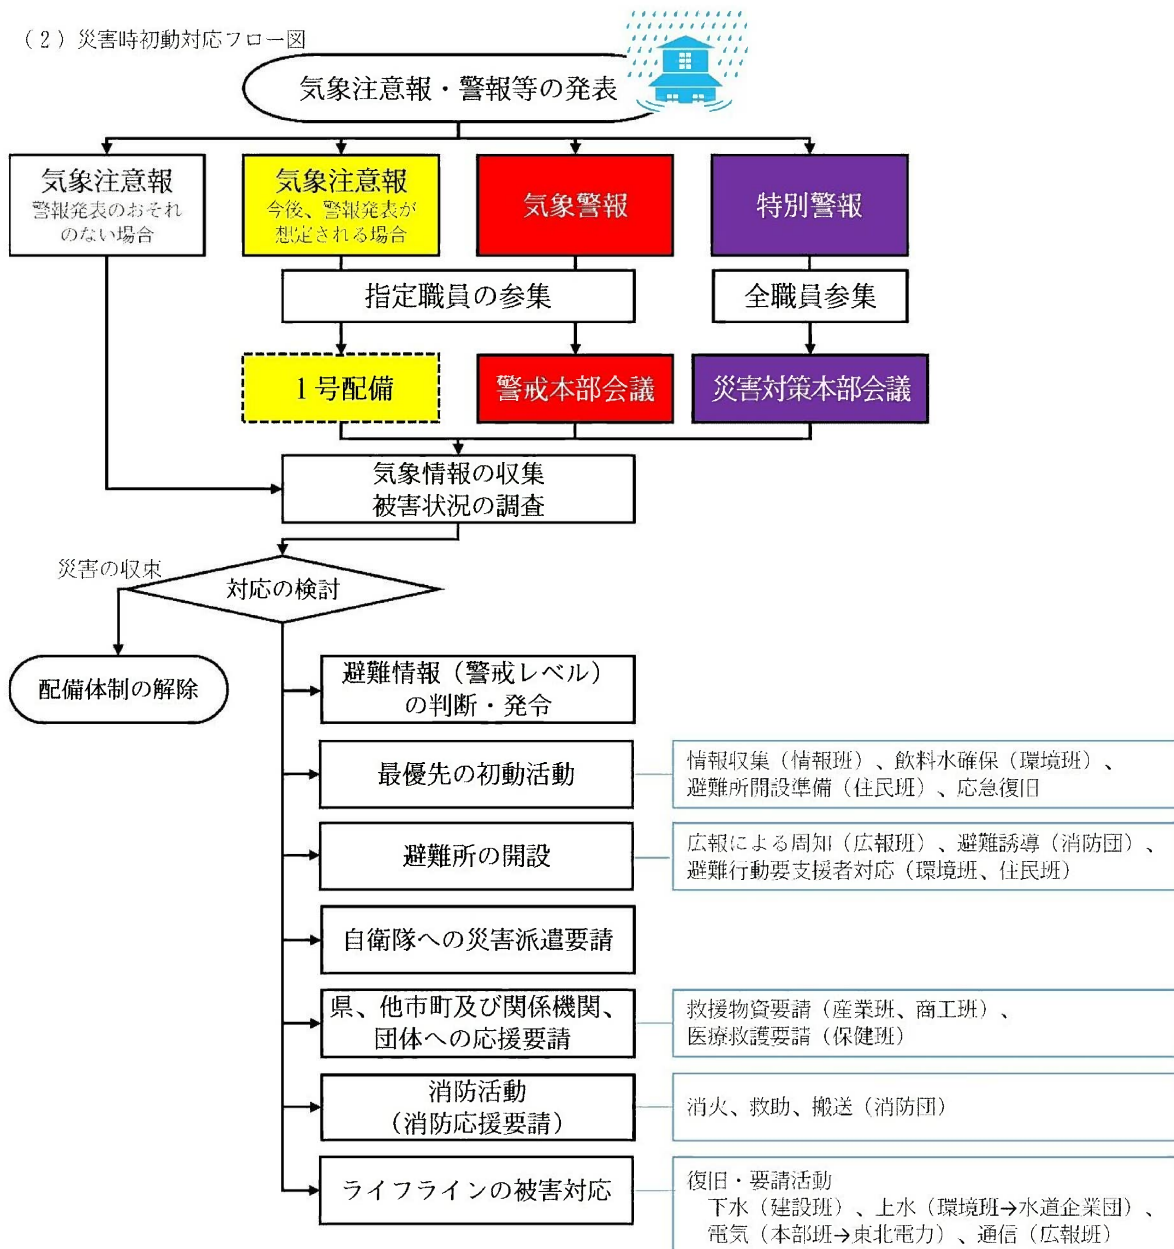 （２）災害時初動対応フロー図
気象注意報・警報等の発表
気象注意報
警報発表のおそれ
のない場合
気象注意報
今後、警報発表が
想定される場合
気象警報
特別警報
指定職員の参集
全職員参集
１号配備
警戒本部会議
災害対策本部会議
気象情報の収集
被害状況の調査
災害の収束
対応の検討
配備体制の解除
避難情報（警戒レベル）
の判断・発令
最優先の初動活動
情報収集（情報班）、飲料水確保（環境班）、
避難所開設準備（住民班）、応急復旧
避難所の開設
広報による周知（広報班）、避難誘導（消防団）、
避難行動要支援者対応（環境班、住民班）
自衛隊への災害派遣要請
県、他市町及び関係機関、
団体への応援要請
救援物資要請（産業班、商工班）、
医療救護要請（保健班）
消防活動
（消防応援要請）
消火、救助、搬送（消防団）
ライフラインの被害対応
復旧・要請活動
下水（建設班）、上水（環境班→水道企業団）、
電気（本部班→東北電力）、通信（広報班）